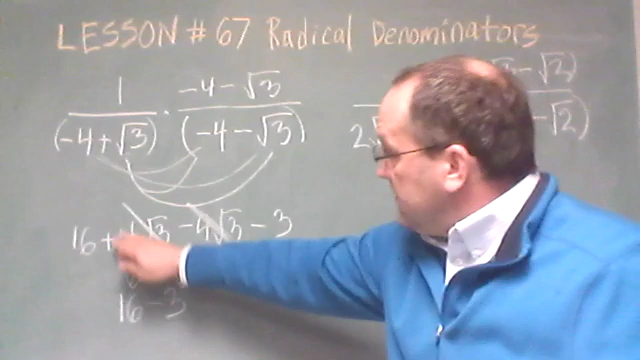 LESSON # 67 Radical Denominators
1 · -4 - √3
(-4 + √3) (-4 - √3)
- √2)
2√ - √2)
16 + 4√3 - 4√3 - 3
16 - 3